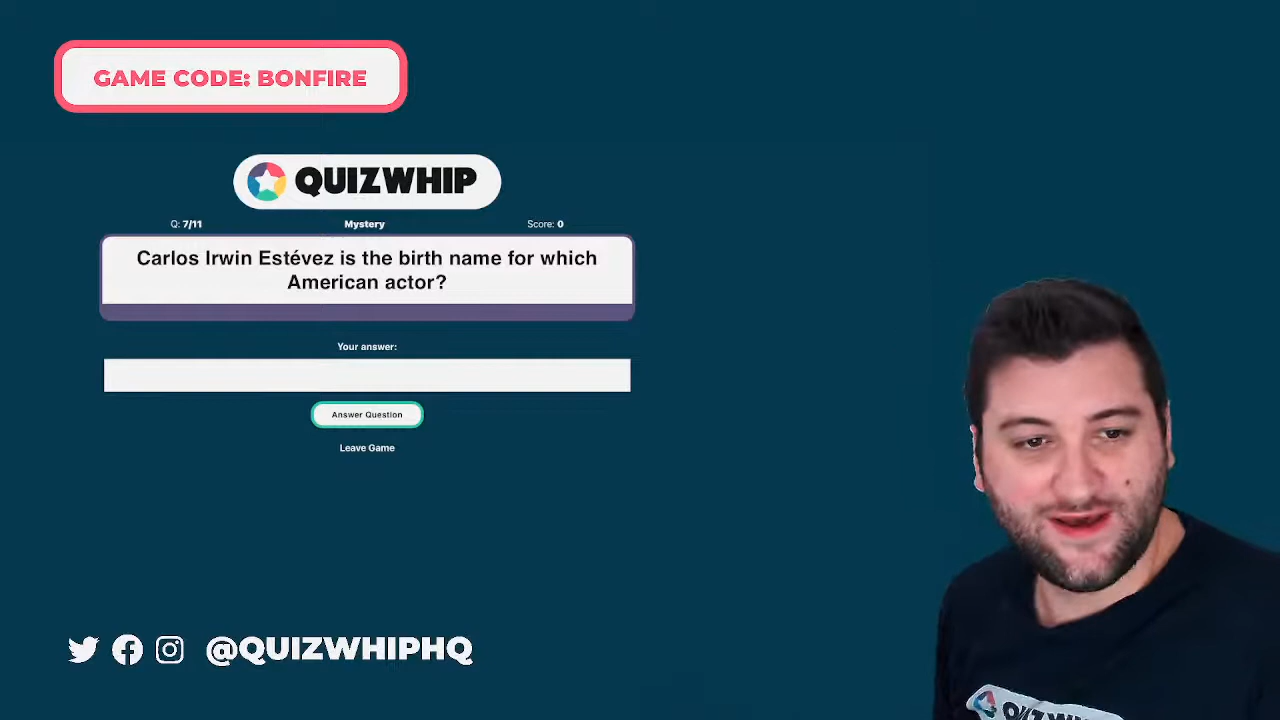 GAME CODE: BONFIRE
QUIZWHIP
Q: 7/11 Mystery Score: 0
Carlos Irwin Estévez is the birth name for which
American actor?
Your answer:
Answer Question
Leave Game
@QUIZWHIPHQ